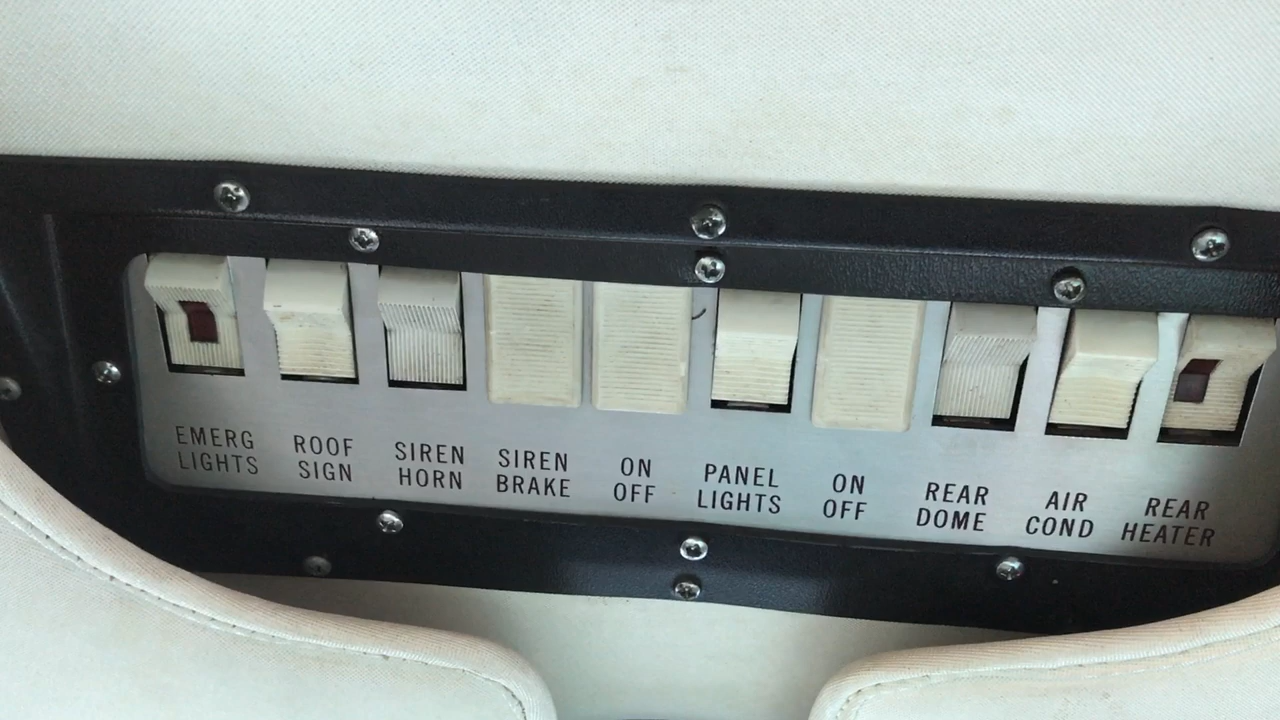 EMERG
LIGHTS
ROOF
SIGN
SIREN
HORN
SIREN
BRAKE
ON
OFF
PANEL
LIGHTS
ON
OFF
REAR
DOME
AIR
COND
REAR
HEATER